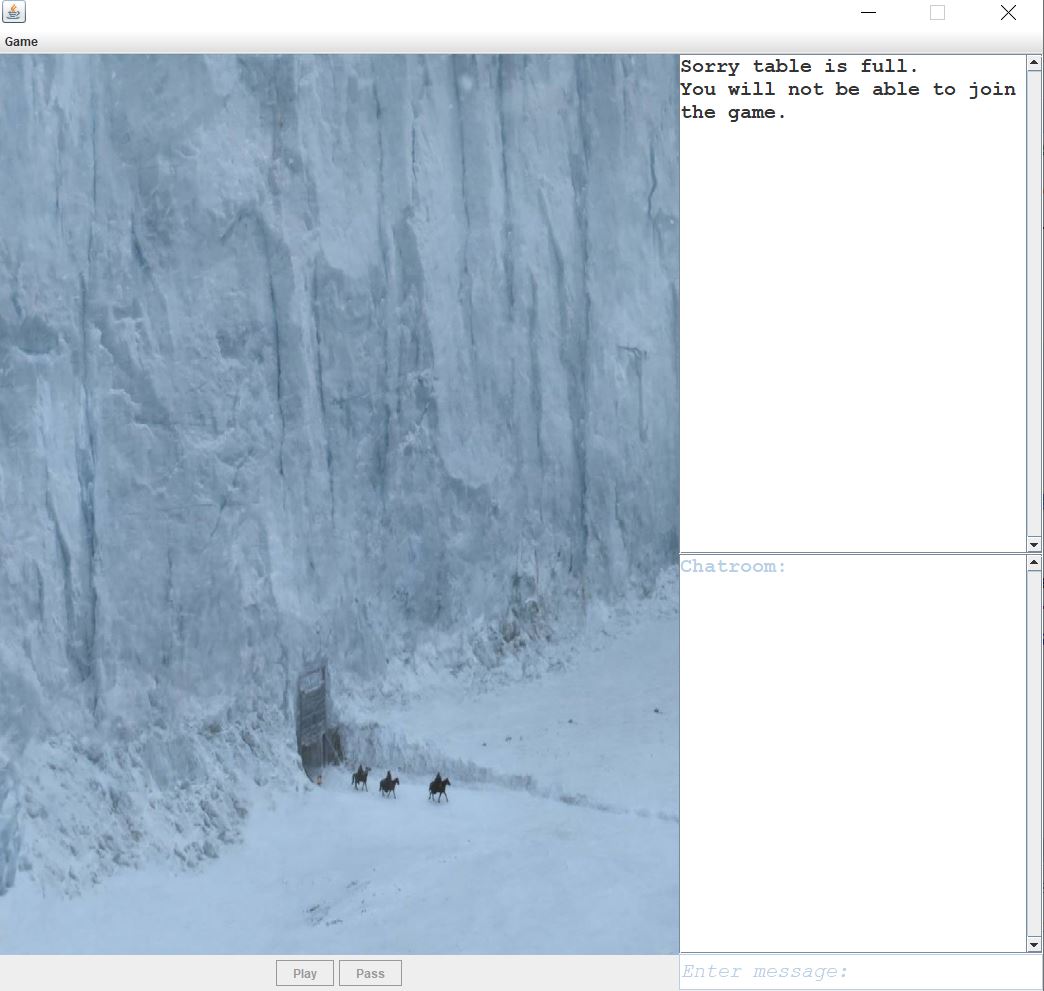 Game
Sorry table is full.
You will not be able to join
the game.
Chatroom:
Play
Pass
Enter message: